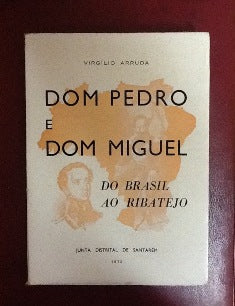 VIRGÍLIO ARRUDA
DOM PEDRO
E
DOM MIGUEL
DO BRASIL
AO RIBATEJO
JUNTA DISTRITAL DE SANTARÉM